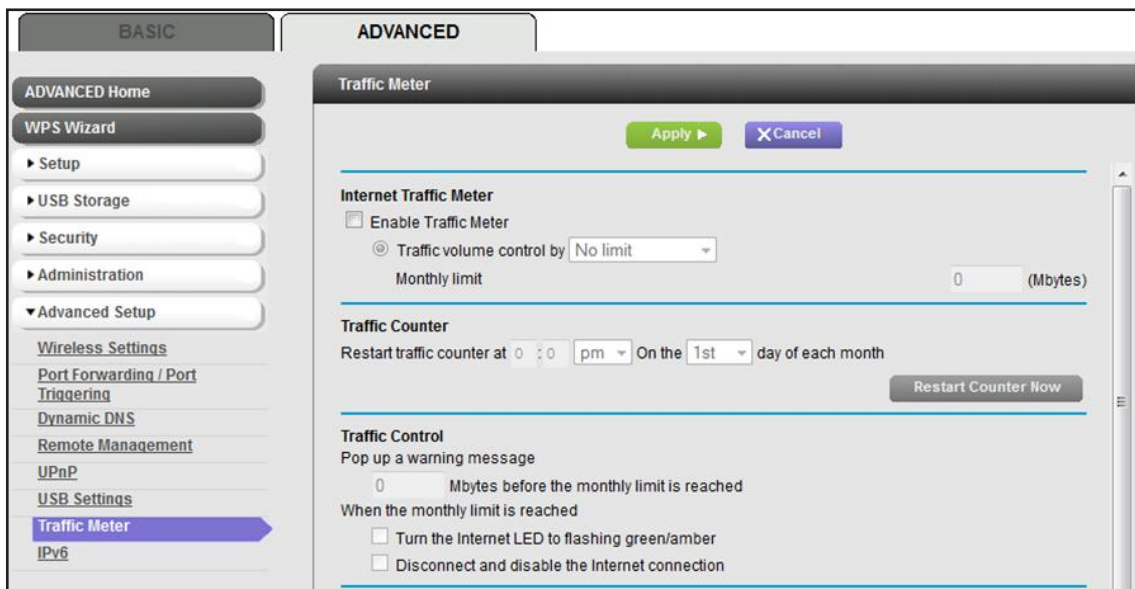 BASIC
ADVANCED
ADVANCED Home
WPS Wizard
Setup
USB Storage
Security
Administration
Advanced Setup
Wireless Settings
Port Forwarding / Port
Triggering
Dynamic DNS
Remote Management
UPnP
USB Settings
Traffic Meter
IPv6
Traffic Meter
Apply
Cancel
Internet Traffic Meter
Enable Traffic Meter
Traffic volume control by No limit
Monthly limit 0 (Mbytes)
Traffic Counter
Restart traffic counter at 0 : 0 pm On the 1st day of each month
Restart Counter Now
Traffic Control
Pop up a warning message
0 Mbytes before the monthly limit is reached
When the monthly limit is reached
Turn the Internet LED to flashing green/amber
Disconnect and disable the Internet connection